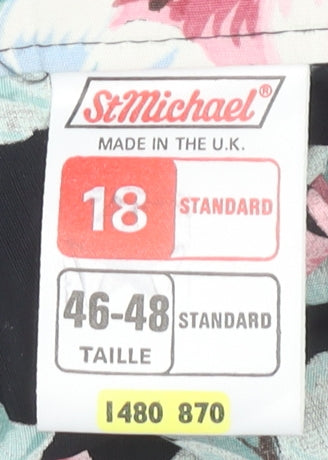 StMichael®
MADE IN THE U.K.
18 STANDARD
46-48 STANDARD
TAILLE
1480 870